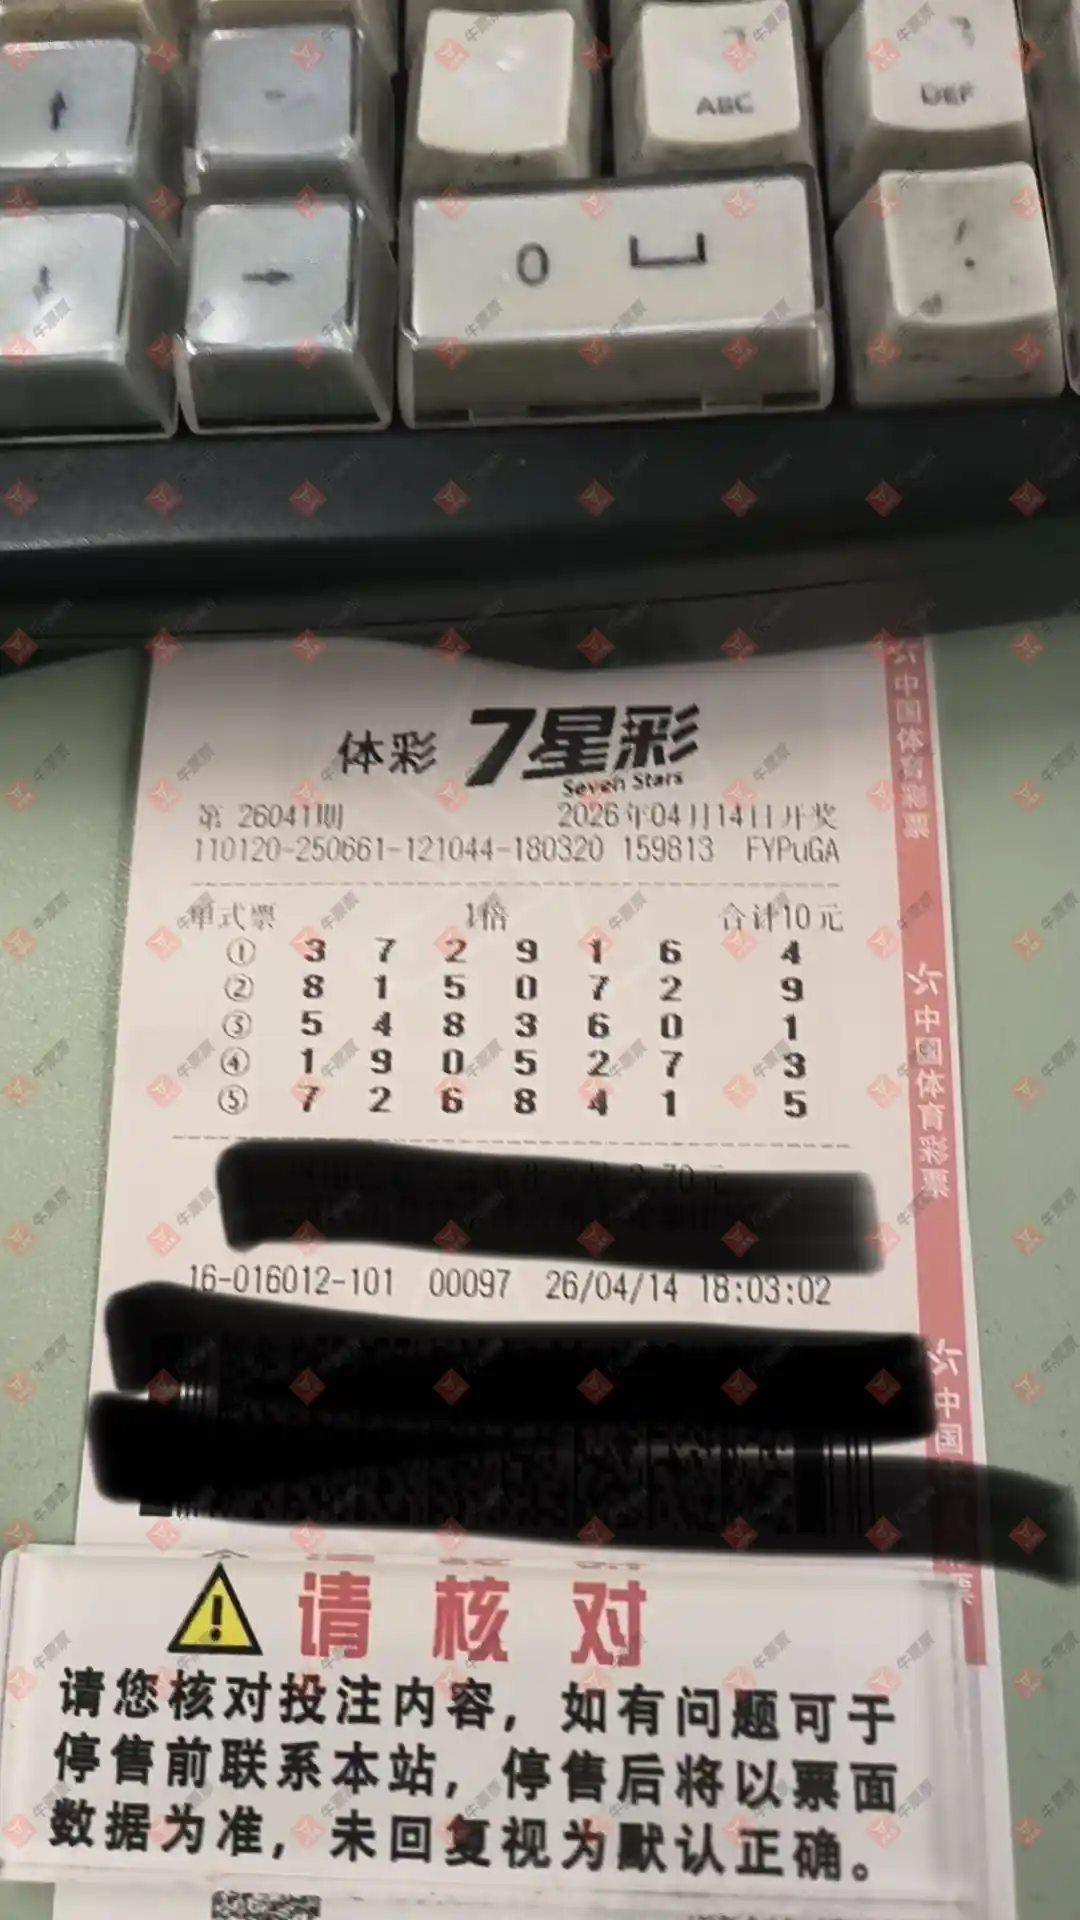 ABC
DEF
0
体彩 7星彩
Seven Stars
第 26041期 2026年04月14日开奖
110120-250661-121044-180320 159813 FYPuGA
单式票 1倍 合计10元
① 3 7 2 9 1 6 4
② 8 1 5 0 7 2 9
③ 5 4 8 3 6 0 1
④ 1 9 0 5 2 7 3
⑤ 7 2 6 8 4 1 5
3.70元
16-016012-101 00097 26/04/14 18:03:02
中国体育彩票
中国体育彩票
中国
票
请核对
请您核对投注内容，如有问题可于
停售前联系本站，停售后将以票面
数据为准，未回复视为默认正确。